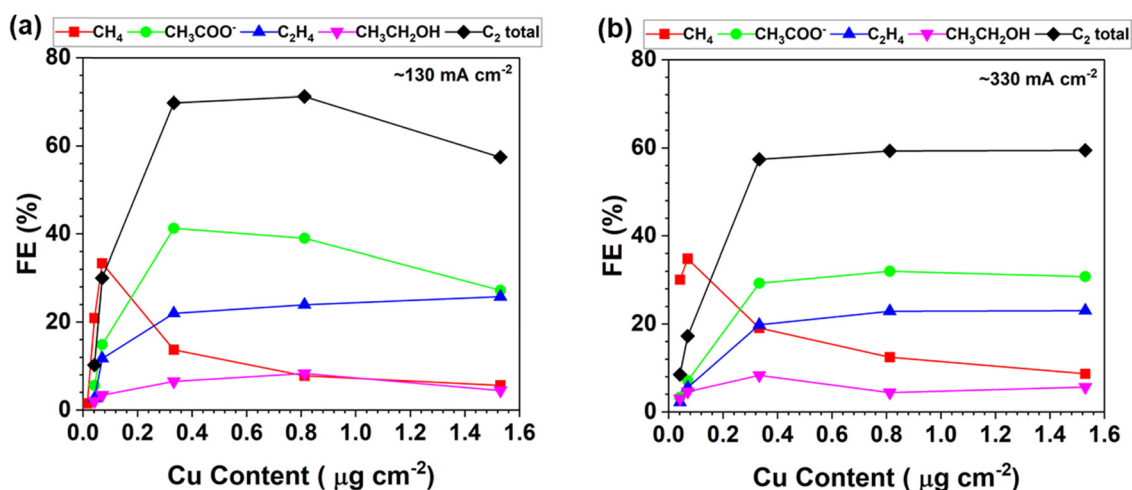 (a)
CH₄ CH₃COO⁻ C₂H₄ CH₃CH₂OH C₂ total
~130 mA cm⁻²
80
60
40
20
0
FE (%)
0.0 0.2 0.4 0.6 0.8 1.0 1.2 1.4 1.6
Cu Content ( μg cm⁻²)
(b)
CH₄ CH₃COO⁻ C₂H₄ CH₃CH₂OH C₂ total
~330 mA cm⁻²
80
60
40
20
0
FE (%)
0.0 0.2 0.4 0.6 0.8 1.0 1.2 1.4 1.6
Cu Content ( μg cm⁻²)